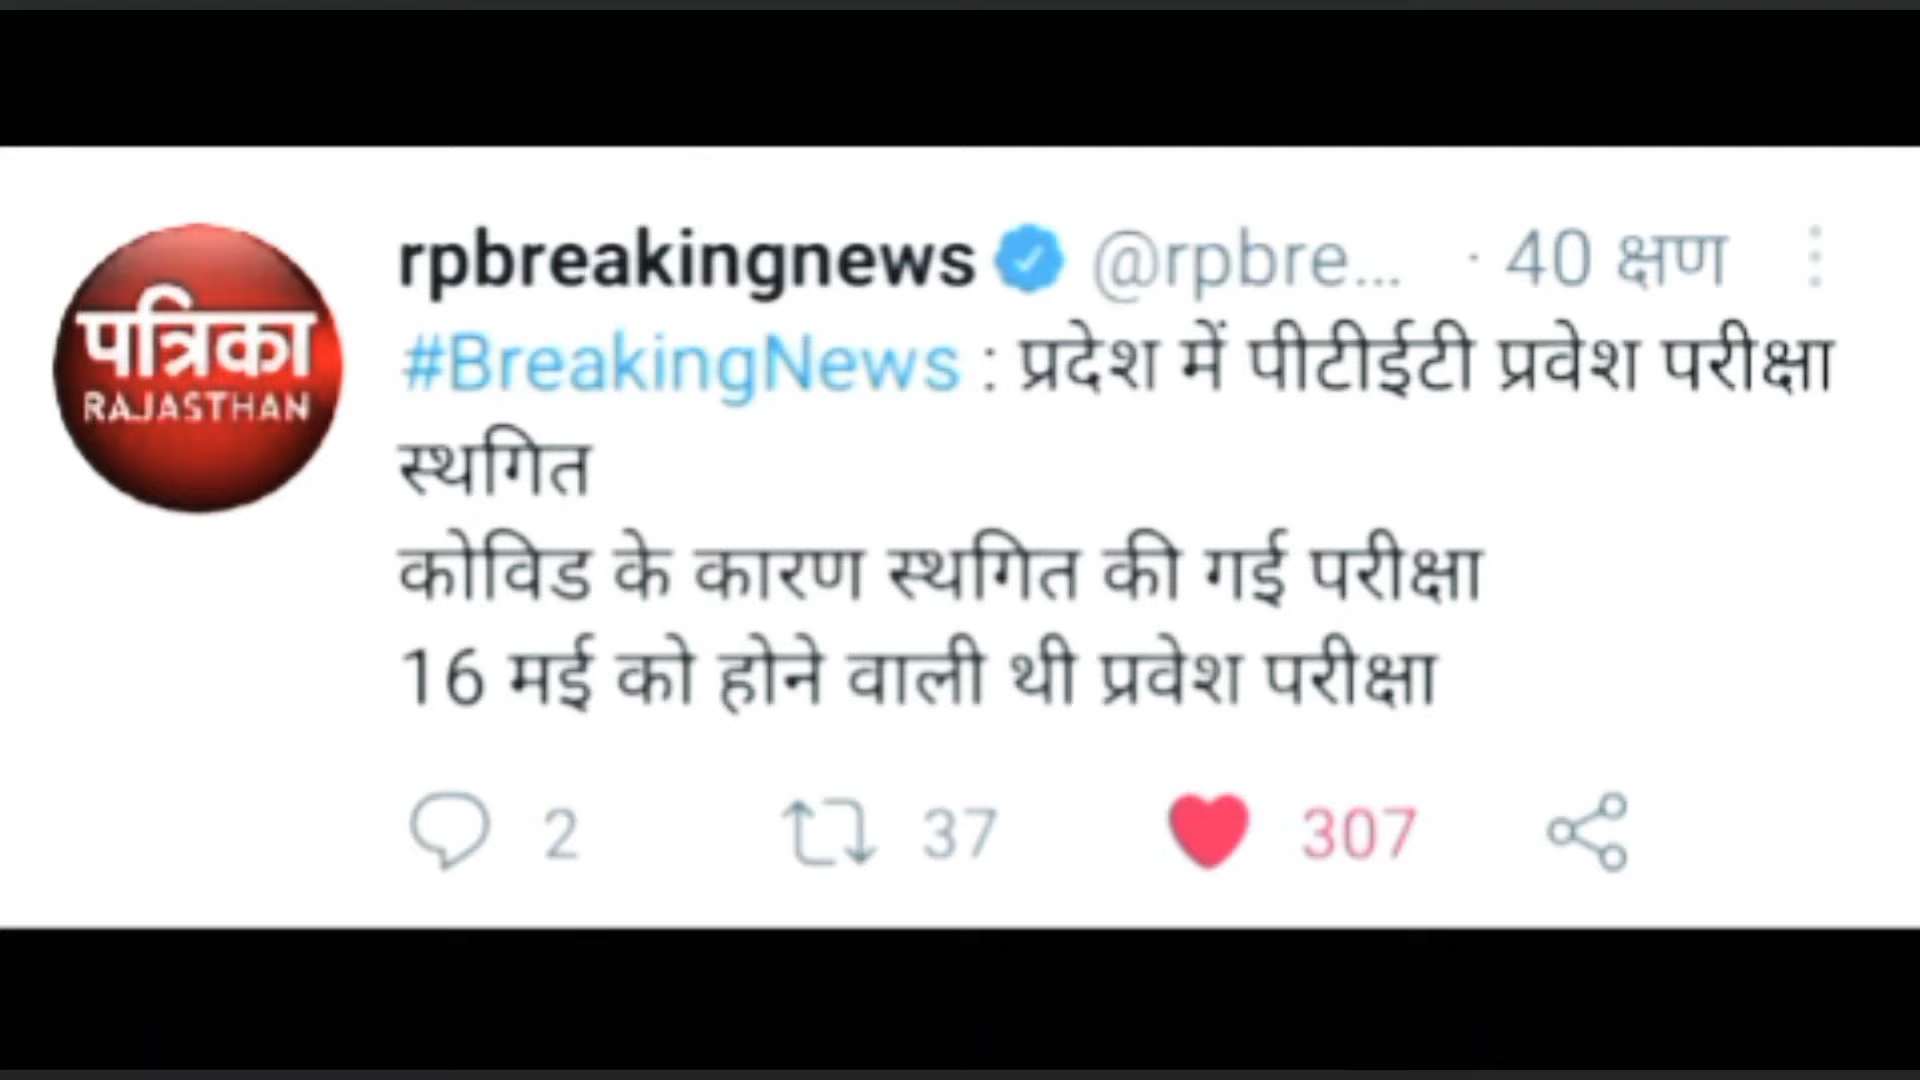 पत्रिका
RAJASTHAN
rpbreakingnews @rpbre... · 40 क्षण
#BreakingNews : प्रदेश में पीटीईटी प्रवेश परीक्षा
स्थगित
कोविड के कारण स्थगित की गई परीक्षा
16 मई को होने वाली थी प्रवेश परीक्षा
2 37 307